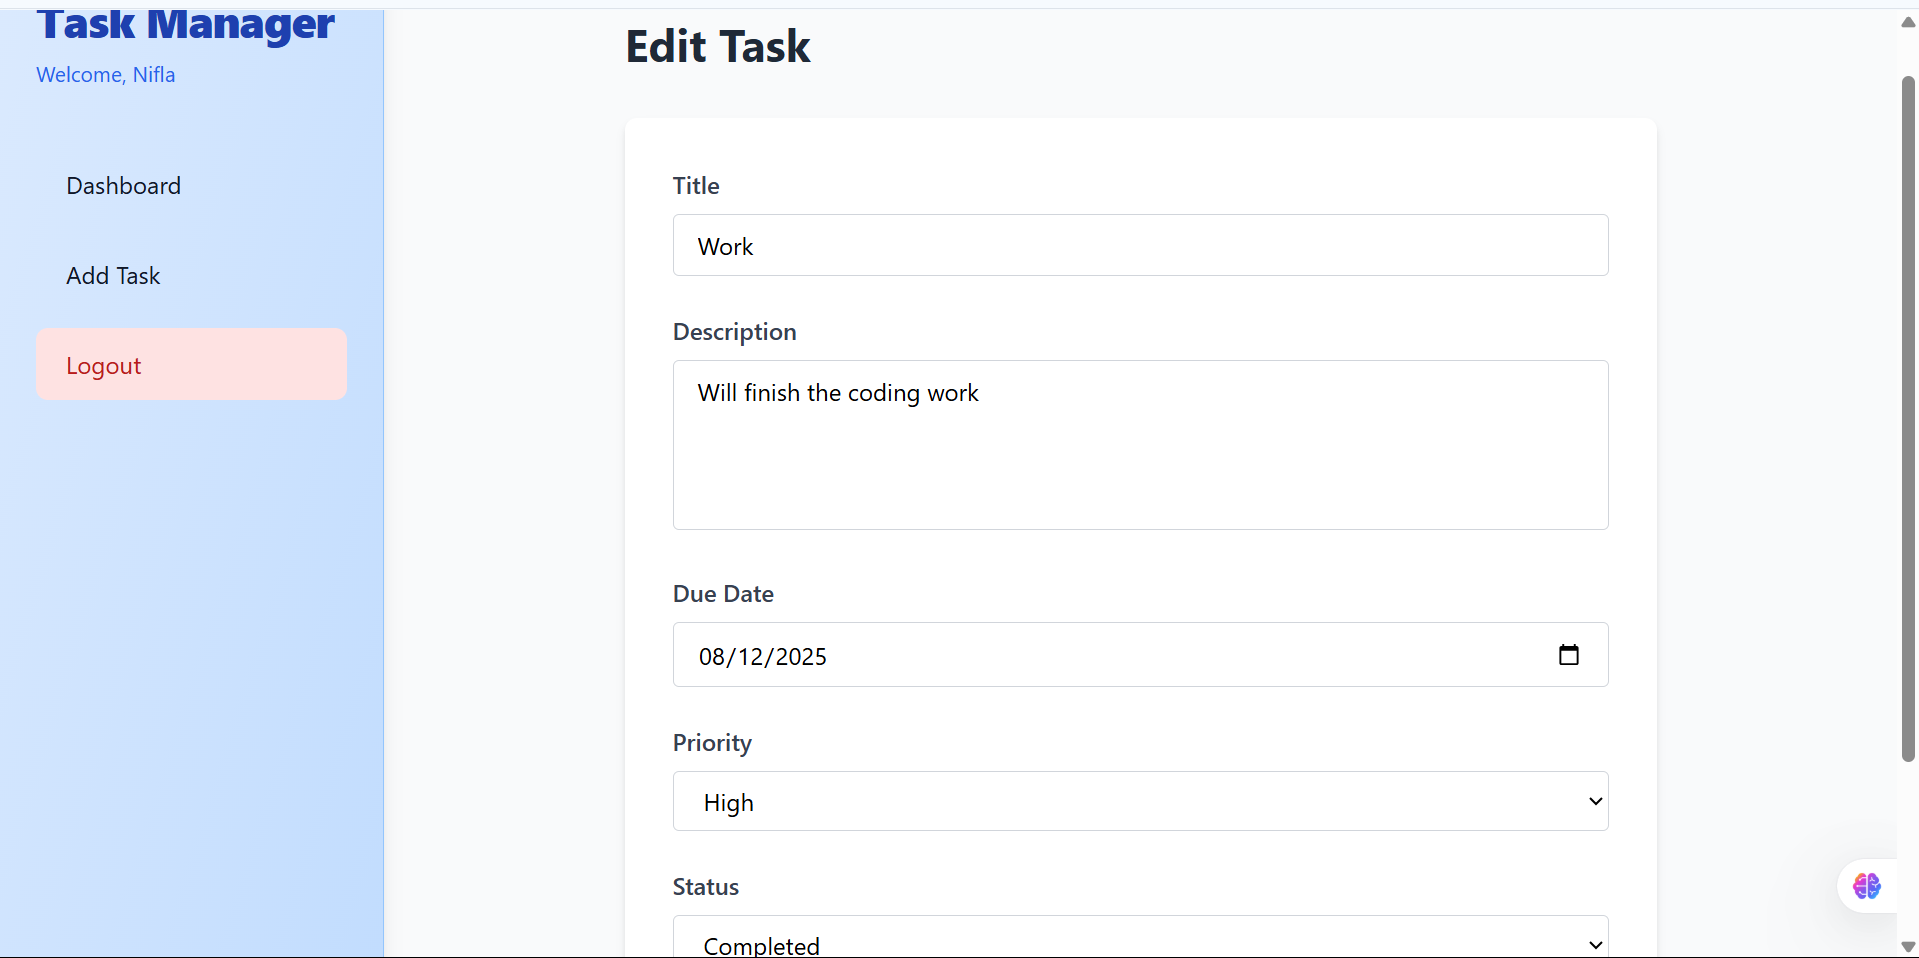 Task Manager
Welcome, Nifla
Dashboard
Add Task
Logout
Edit Task
Title
Work
Description
Will finish the coding work
Due Date
08/12/2025
Priority
High
Status
Completed